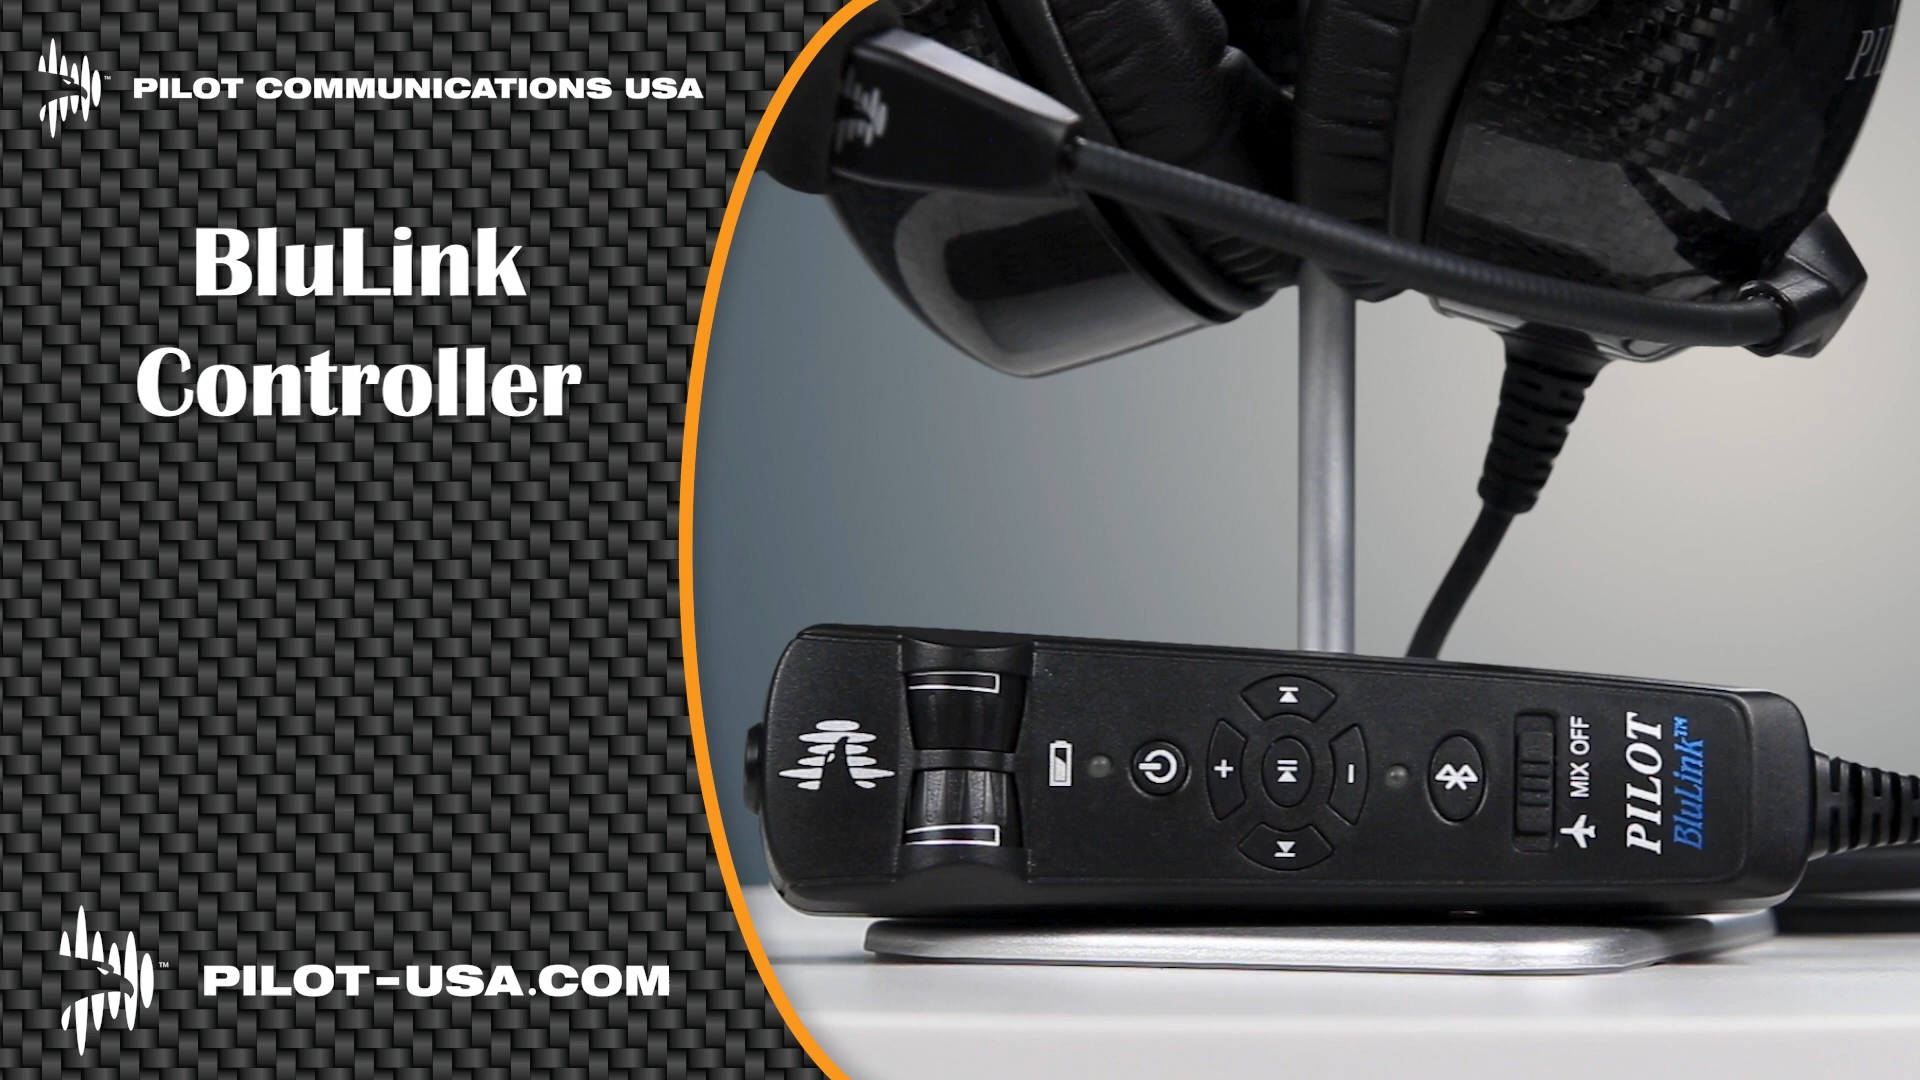 PILOT COMMUNICATIONS USA
BluLink
Controller
PILOT-USA.COM
MIX OFF
PILOT
BluLink™